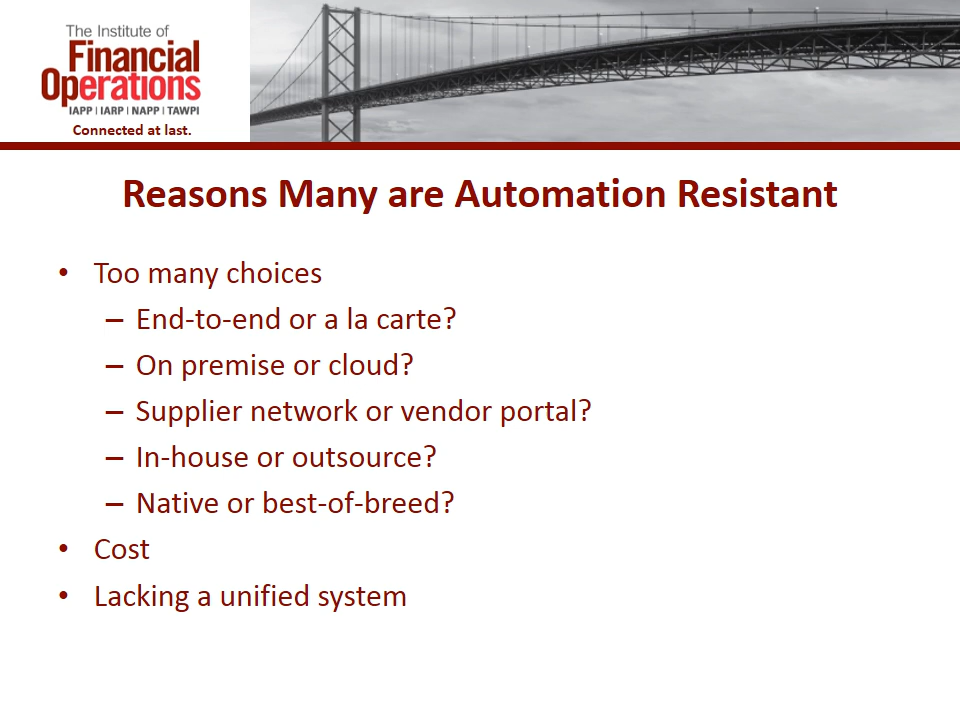 The Institute of
Financial
Operations
IAPP | IARP | NAPP | TAWPI
Connected at last.
Reasons Many are Automation Resistant
• Too many choices
– End-to-end or a la carte?
– On premise or cloud?
– Supplier network or vendor portal?
– In-house or outsource?
– Native or best-of-breed?
• Cost
• Lacking a unified system